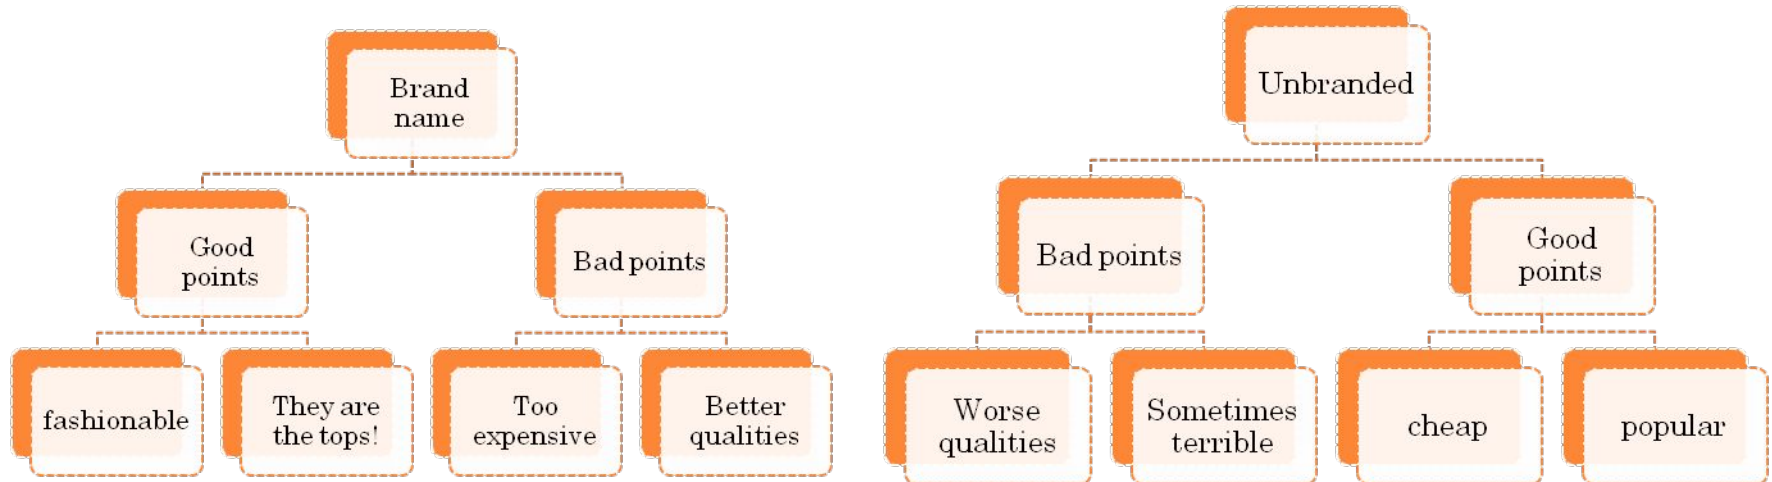 Brand
name
Good
points
Bad points
fashionable
They are
the tops!
Too
expensive
Better
qualities
Unbranded
Bad points
Good
points
Worse
qualities
Sometimes
terrible
cheap
popular